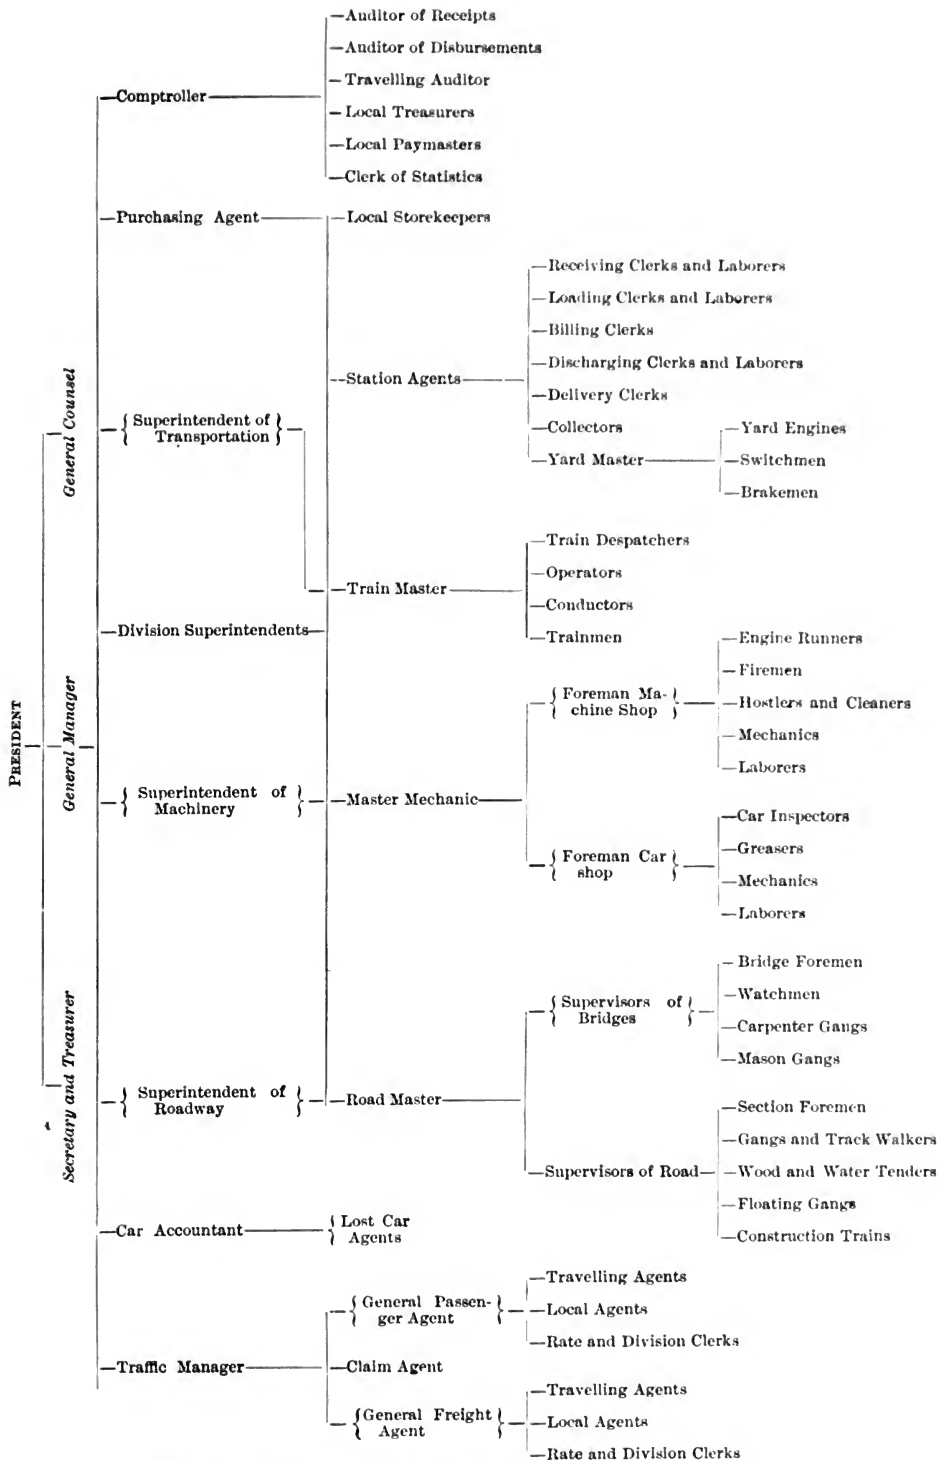 PRESIDENT
General Counsel
General Manager
Secretary and Treasurer
Comptroller
Auditor of Receipts
Auditor of Disbursements
Travelling Auditor
Local Treasurers
Local Paymasters
Clerk of Statistics
Purchasing Agent
Local Storekeepers
Superintendent of
Transportation
Division Superintendents
Station Agents
Receiving Clerks and Laborers
Loading Clerks and Laborers
Billing Clerks
Discharging Clerks and Laborers
Delivery Clerks
Collectors
Yard Master
Yard Engines
Switchmen
Brakemen
Train Master
Train Despatchers
Operators
Conductors
Trainmen
Superintendent of
Machinery
Master Mechanic
Foreman Ma-
chine Shop
Engine Runners
Firemen
Hostlers and Cleaners
Mechanics
Laborers
Foreman Car
shop
Car Inspectors
Greasers
Mechanics
Laborers
Superintendent of
Roadway
Road Master
Supervisors of
Bridges
Bridge Foremen
Watchmen
Carpenter Gangs
Mason Gangs
Supervisors of Road
Section Foremen
Gangs and Track Walkers
Wood and Water Tenders
Floating Gangs
Construction Trains
Car Accountant
Lost Car
Agents
Traffic Manager
General Passen-
ger Agent
Travelling Agents
Local Agents
Rate and Division Clerks
Claim Agent
General Freight
Agent
Travelling Agents
Local Agents
Rate and Division Clerks